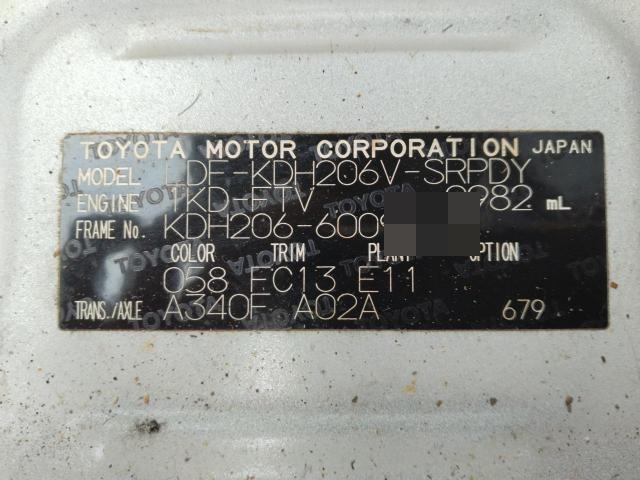 TOYOTA MOTOR CORPORATION JAPAN
MODEL LDF-KDH206V-SRPDY
ENGINE 1KD-FTV 2982 mL
FRAME No. KDH206-6009
COLOR TRIM PLANT OPTION
058 FC13 E11
TRANS./AXLE A340F A02A 679